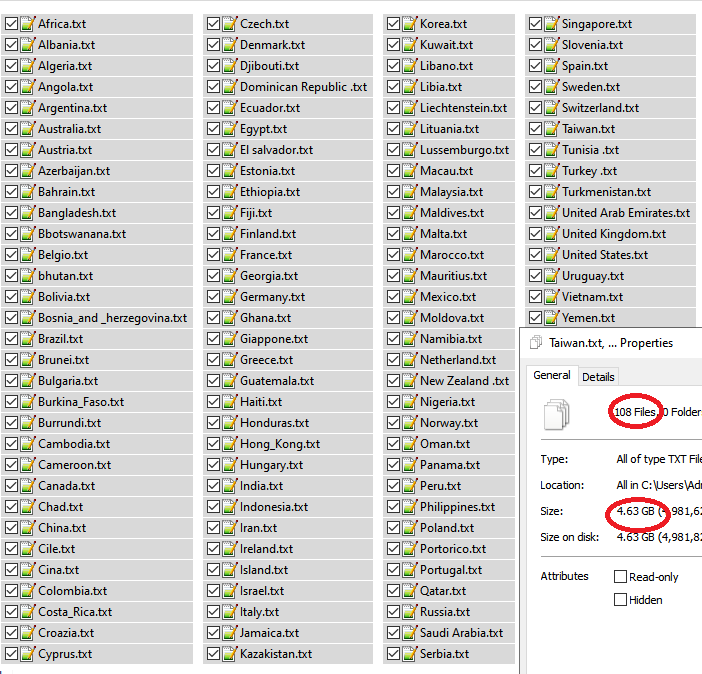 Africa.txt
Albania.txt
Algeria.txt
Angola.txt
Argentina.txt
Australia.txt
Austria.txt
Azerbaijan.txt
Bahrain.txt
Bangladesh.txt
Bbotswanana.txt
Belgio.txt
bhutan.txt
Bolivia.txt
Bosnia_and _herzegovina.txt
Brazil.txt
Brunei.txt
Bulgaria.txt
Burkina_Faso.txt
Burrundi.txt
Cambodia.txt
Cameroon.txt
Canada.txt
Chad.txt
China.txt
Cile.txt
Cina.txt
Colombia.txt
Costa_Rica.txt
Croazia.txt
Cyprus.txt
Czech.txt
Denmark.txt
Djibouti.txt
Dominican Republic .txt
Ecuador.txt
Egypt.txt
El salvador.txt
Estonia.txt
Ethiopia.txt
Fiji.txt
Finland.txt
France.txt
Georgia.txt
Germany.txt
Ghana.txt
Giappone.txt
Greece.txt
Guatemala.txt
Haiti.txt
Honduras.txt
Hong_Kong.txt
Hungary.txt
India.txt
Indonesia.txt
Iran.txt
Ireland.txt
Island.txt
Israel.txt
Italy.txt
Jamaica.txt
Kazakistan.txt
Korea.txt
Kuwait.txt
Libano.txt
Libia.txt
Liechtenstein.txt
Lituania.txt
Lussemburgo.txt
Macau.txt
Malaysia.txt
Maldives.txt
Malta.txt
Marocco.txt
Mauritius.txt
Mexico.txt
Moldova.txt
Namibia.txt
Netherland.txt
New Zealand .txt
Nigeria.txt
Norway.txt
Oman.txt
Panama.txt
Peru.txt
Philippines.txt
Poland.txt
Portorico.txt
Portugal.txt
Qatar.txt
Russia.txt
Saudi Arabia.txt
Serbia.txt
Singapore.txt
Slovenia.txt
Spain.txt
Sweden.txt
Switzerland.txt
Taiwan.txt
Tunisia .txt
Turkey .txt
Turkmenistan.txt
United Arab Emirates.txt
United Kingdom.txt
United States.txt
Uruguay.txt
Vietnam.txt
Yemen.txt
Taiwan.txt, ... Properties
General Details
108 Files, 0 Folder
Type: All of type TXT File
Location: All in C:\Users\Adm
Size: 4.63 GB (4,981,62
Size on disk: 4.63 GB (4,981,82
Attributes Read-only
Hidden